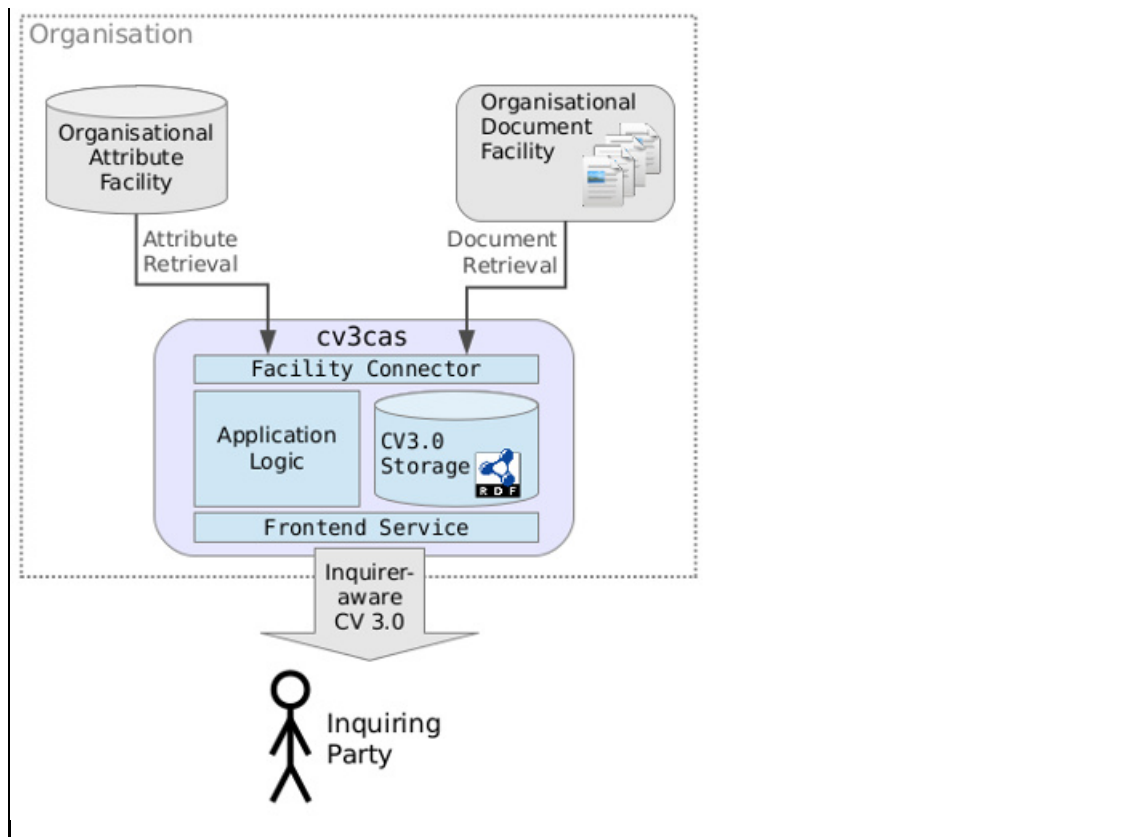 Organisation
Organisational
Attribute
Facility
Organisational
Document
Facility
Attribute
Retrieval
Document
Retrieval
cv3cas
Facility Connector
Application
Logic
CV3.0
Storage
RDF
Frontend Service
Inquirer-
aware
CV 3.0
Inquiring
Party